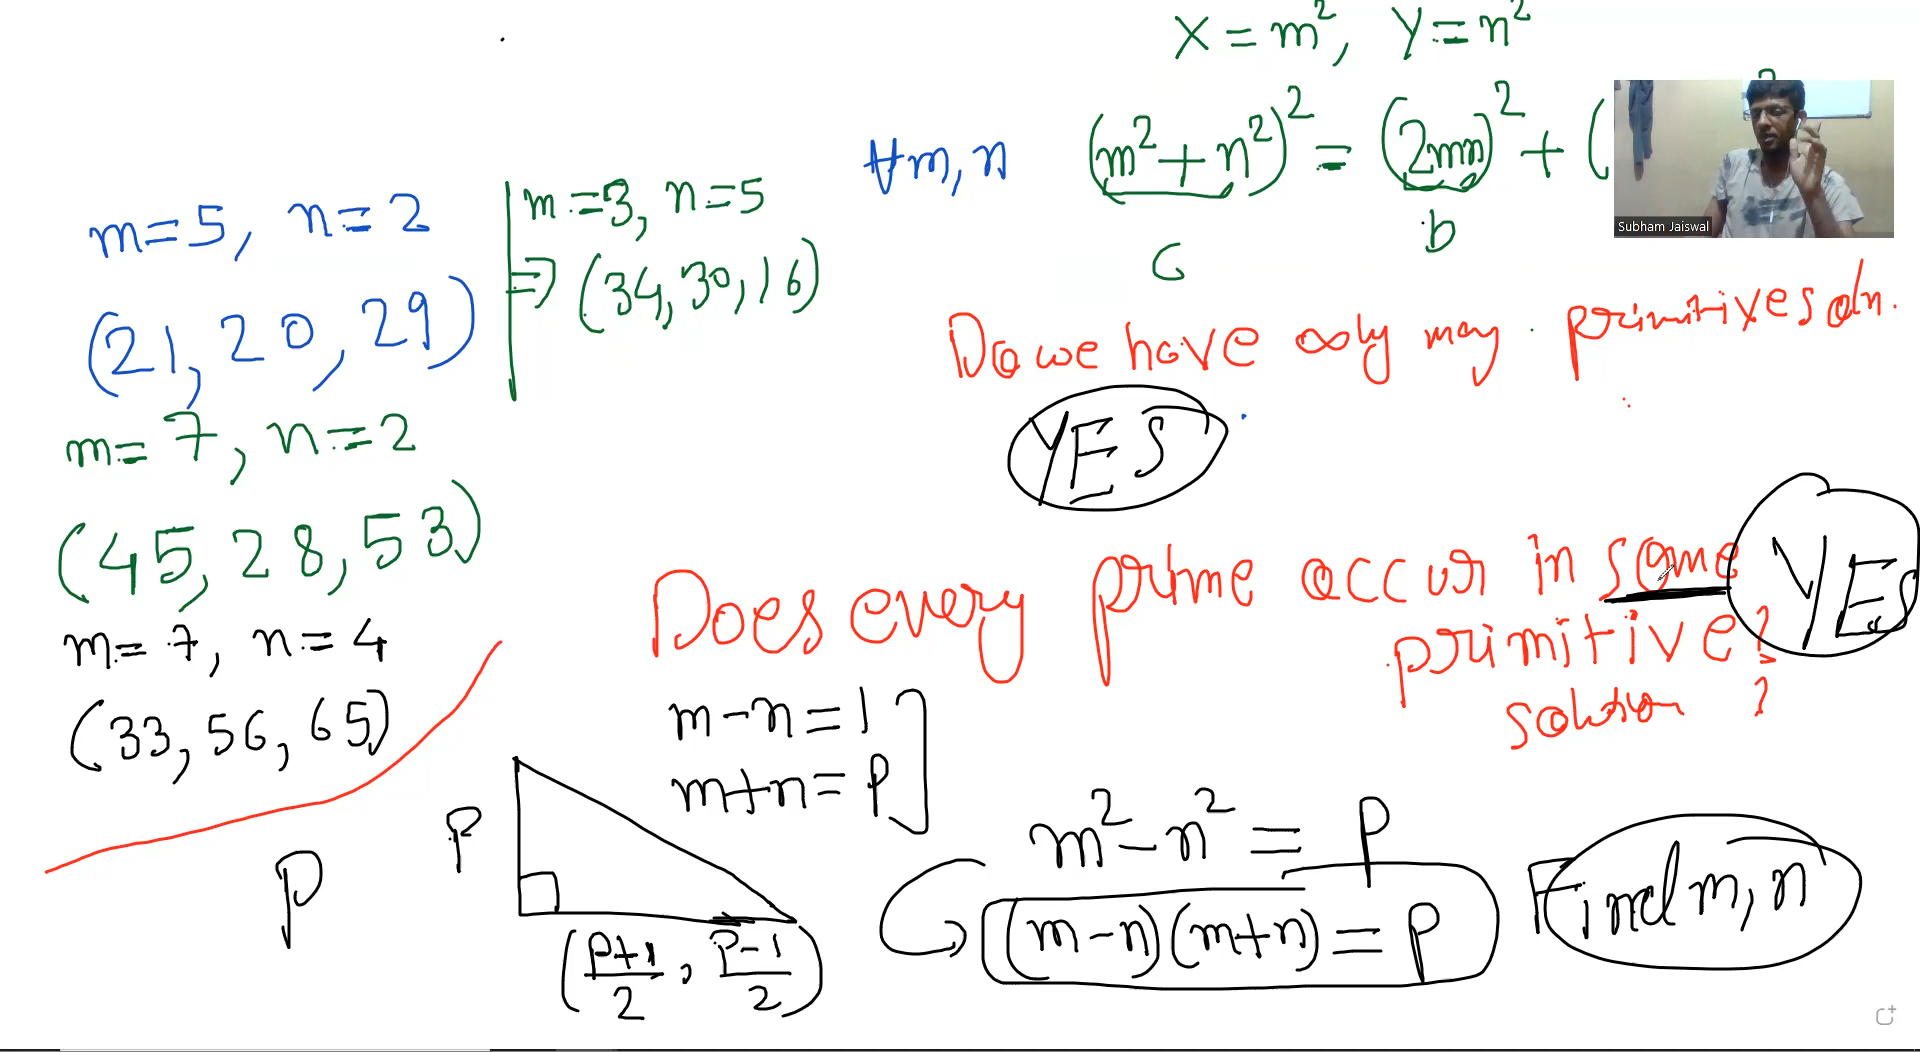 X = m², Y = n²
∀ m, n (m² + n²)² = (2mn)² + (
c b
Subham Jaiswal
m = 5, n = 2
(21, 20, 29)
m = 3, n = 5
⇒ (34, 30, 16)
m = 7, n = 2
(45, 28, 53)
m = 7, n = 4
(33, 56, 65)
Do we have ∞ly may primitive soln.
YES
Does every prime occur in some
primitive?
solution ?
YES
m - n = 1
m + n = p
p
p
(p+1/2, p-1/2)
m² - n² = p
(m - n)(m + n) = p
Find m, n